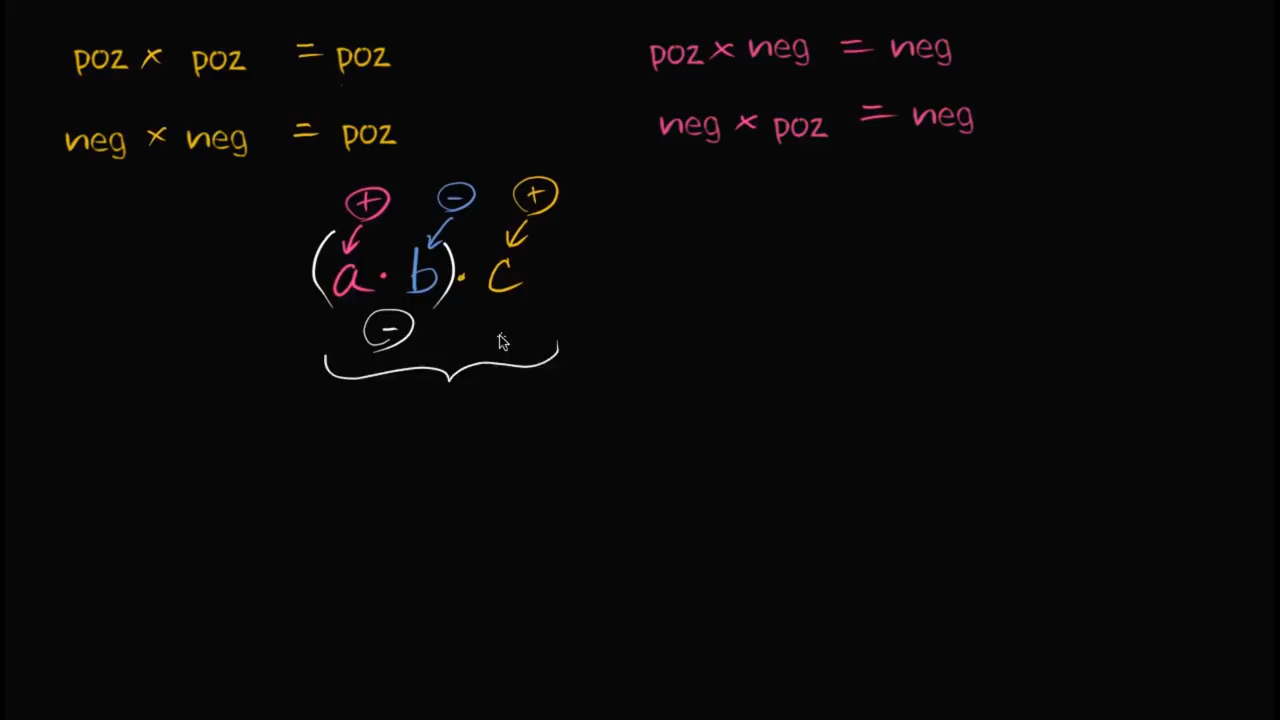 poz × poz = poz
neg × neg = poz
poz × neg = neg
neg × poz = neg
+ - +
(a · b) · c
-